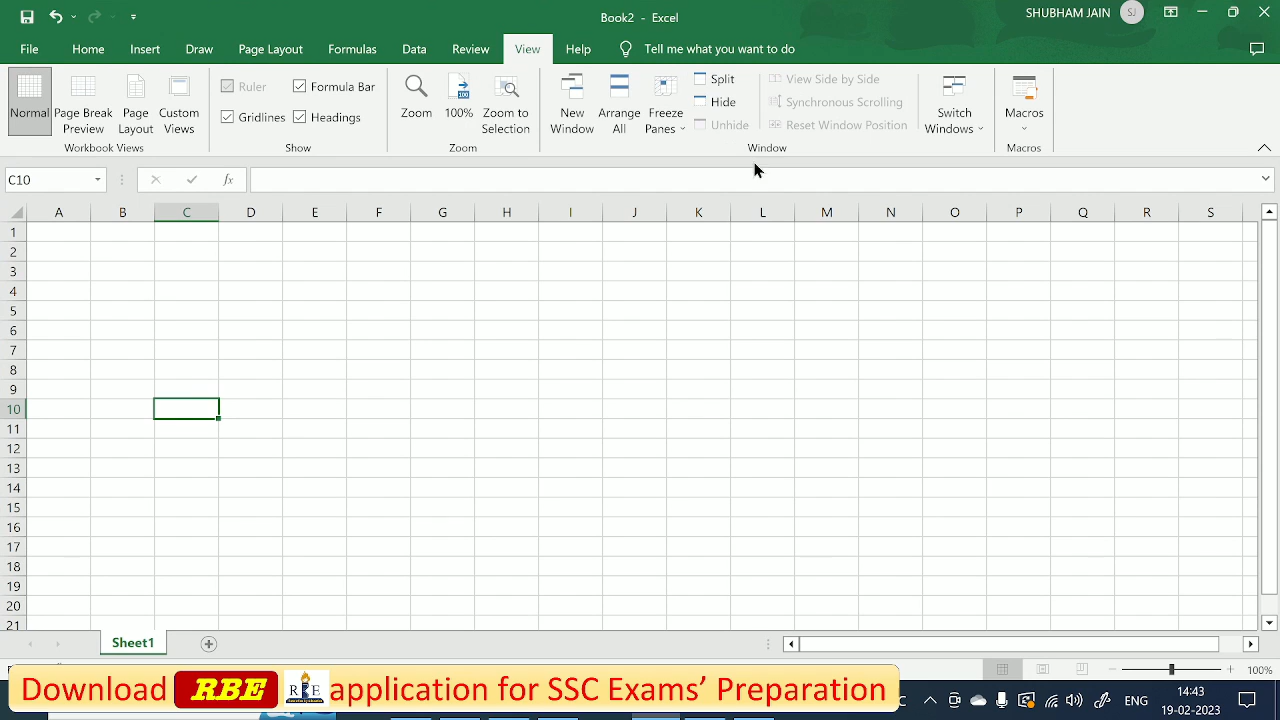 Book2 - Excel
SHUBHAM JAIN SJ
File Home Insert Draw Page Layout Formulas Data Review View Help Tell me what you want to do
Normal
Page Break Preview
Page Layout
Custom Views
Workbook Views
Ruler
Formula Bar
Gridlines
Headings
Show
Zoom
100
100%
Zoom to Selection
Zoom
New Window
Arrange All
Freeze Panes
Split
Hide
Unhide
View Side by Side
Synchronous Scrolling
Reset Window Position
Switch Windows
Window
Macros
Macros
C10
fx
A B C D E F G H I J K L M N O P Q R S
1
2
3
4
5
6
7
8
9
10
11
12
13
14
15
16
17
18
19
20
21
Sheet1
100%
Download RBE RBE application for SSC Exams' Preparation
ENG
14:43
19-02-2023